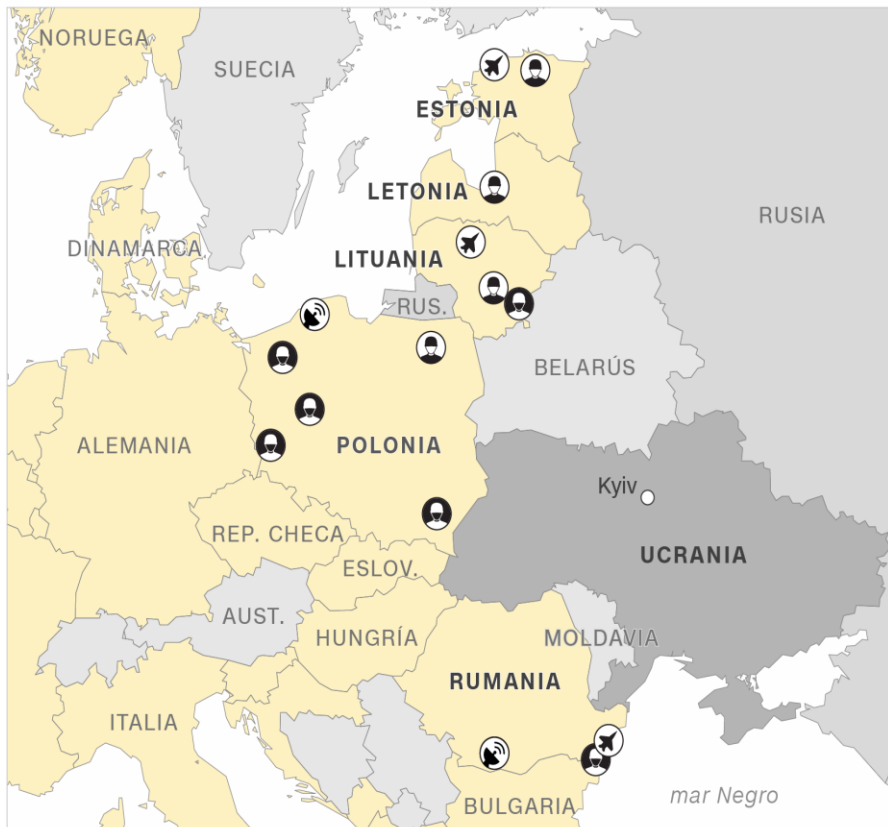 NORUEGA
SUECIA
ESTONIA
LETONIA
RUSIA
DINAMARCA
LITUANIA
RUS.
BELARÚS
ALEMANIA
POLONIA
Kyiv
REP. CHECA
UCRANIA
ESLOV.
AUST.
HUNGRÍA
MOLDAVIA
RUMANIA
ITALIA
mar Negro
BULGARIA